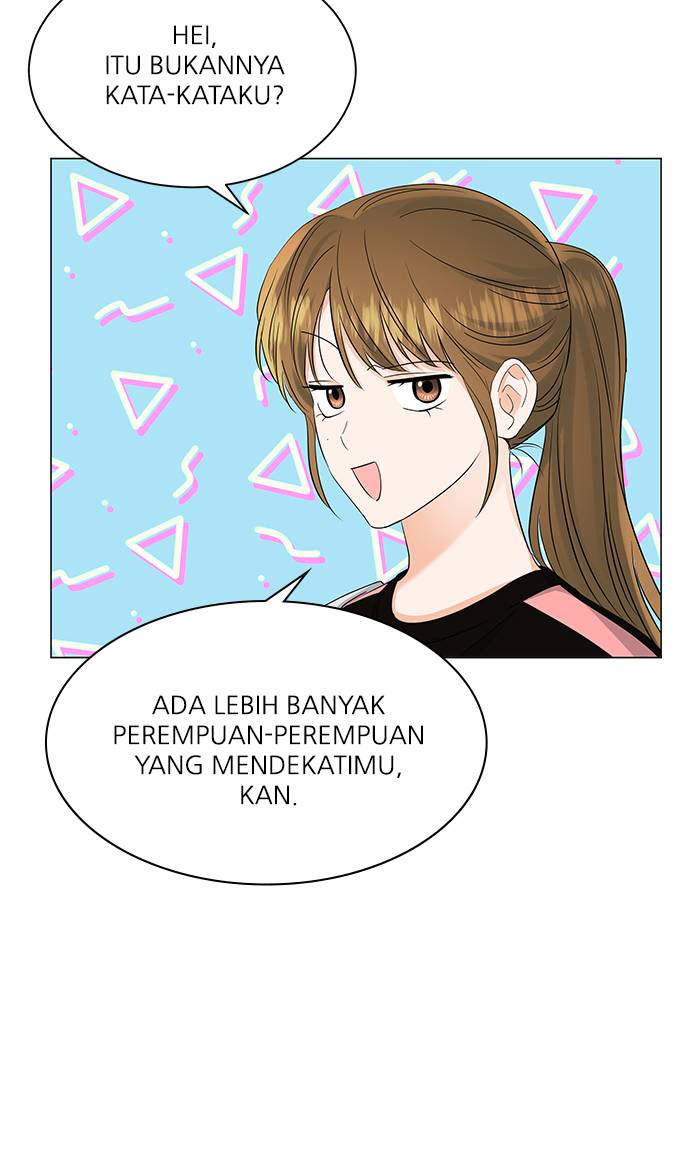 HEI,
ITU BUKANNYA
KATA-KATAKU?
ADA LEBIH BANYAK
PEREMPUAN-PEREMPUAN
YANG MENDEKATIMU,
KAN.